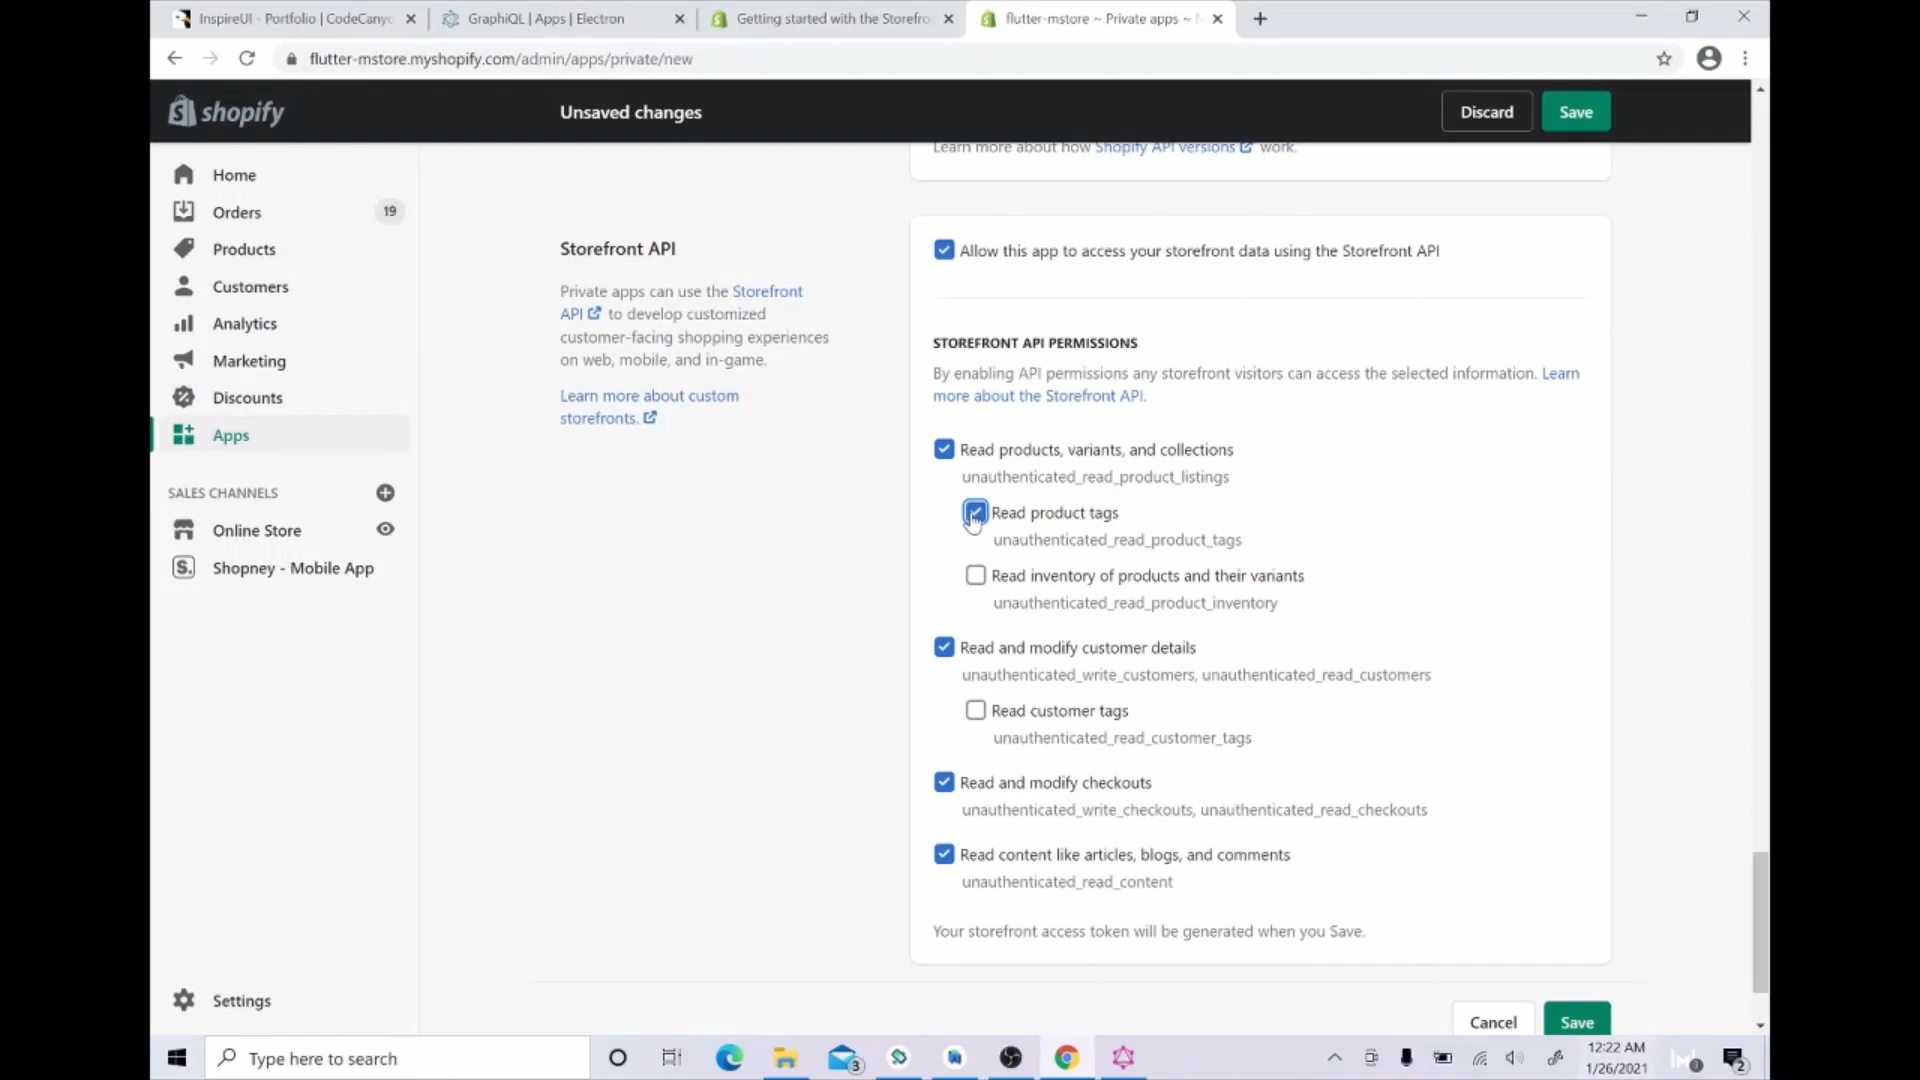 InspireUI - Portfolio | CodeCanyo
GraphiQL | Apps | Electron
Getting started with the Storefro
flutter-mstore ~ Private apps ~
flutter-mstore.myshopify.com/admin/apps/private/new
shopify
Unsaved changes
Discard
Save
Home
Orders
19
Products
Customers
Analytics
Marketing
Discounts
Apps
SALES CHANNELS
Online Store
Shopney - Mobile App
Settings
Learn more about how Shopify API versions work.
Storefront API
Private apps can use the Storefront
API to develop customized
customer-facing shopping experiences
on web, mobile, and in-game.
Learn more about custom
storefronts.
Allow this app to access your storefront data using the Storefront API
STOREFRONT API PERMISSIONS
By enabling API permissions any storefront visitors can access the selected information. Learn
more about the Storefront API.
Read products, variants, and collections
unauthenticated_read_product_listings
Read product tags
unauthenticated_read_product_tags
Read inventory of products and their variants
unauthenticated_read_product_inventory
Read and modify customer details
unauthenticated_write_customers, unauthenticated_read_customers
Read customer tags
unauthenticated_read_customer_tags
Read and modify checkouts
unauthenticated_write_checkouts, unauthenticated_read_checkouts
Read content like articles, blogs, and comments
unauthenticated_read_content
Your storefront access token will be generated when you Save.
Cancel
Save
Type here to search
3
12:22 AM
1/26/2021
3
2